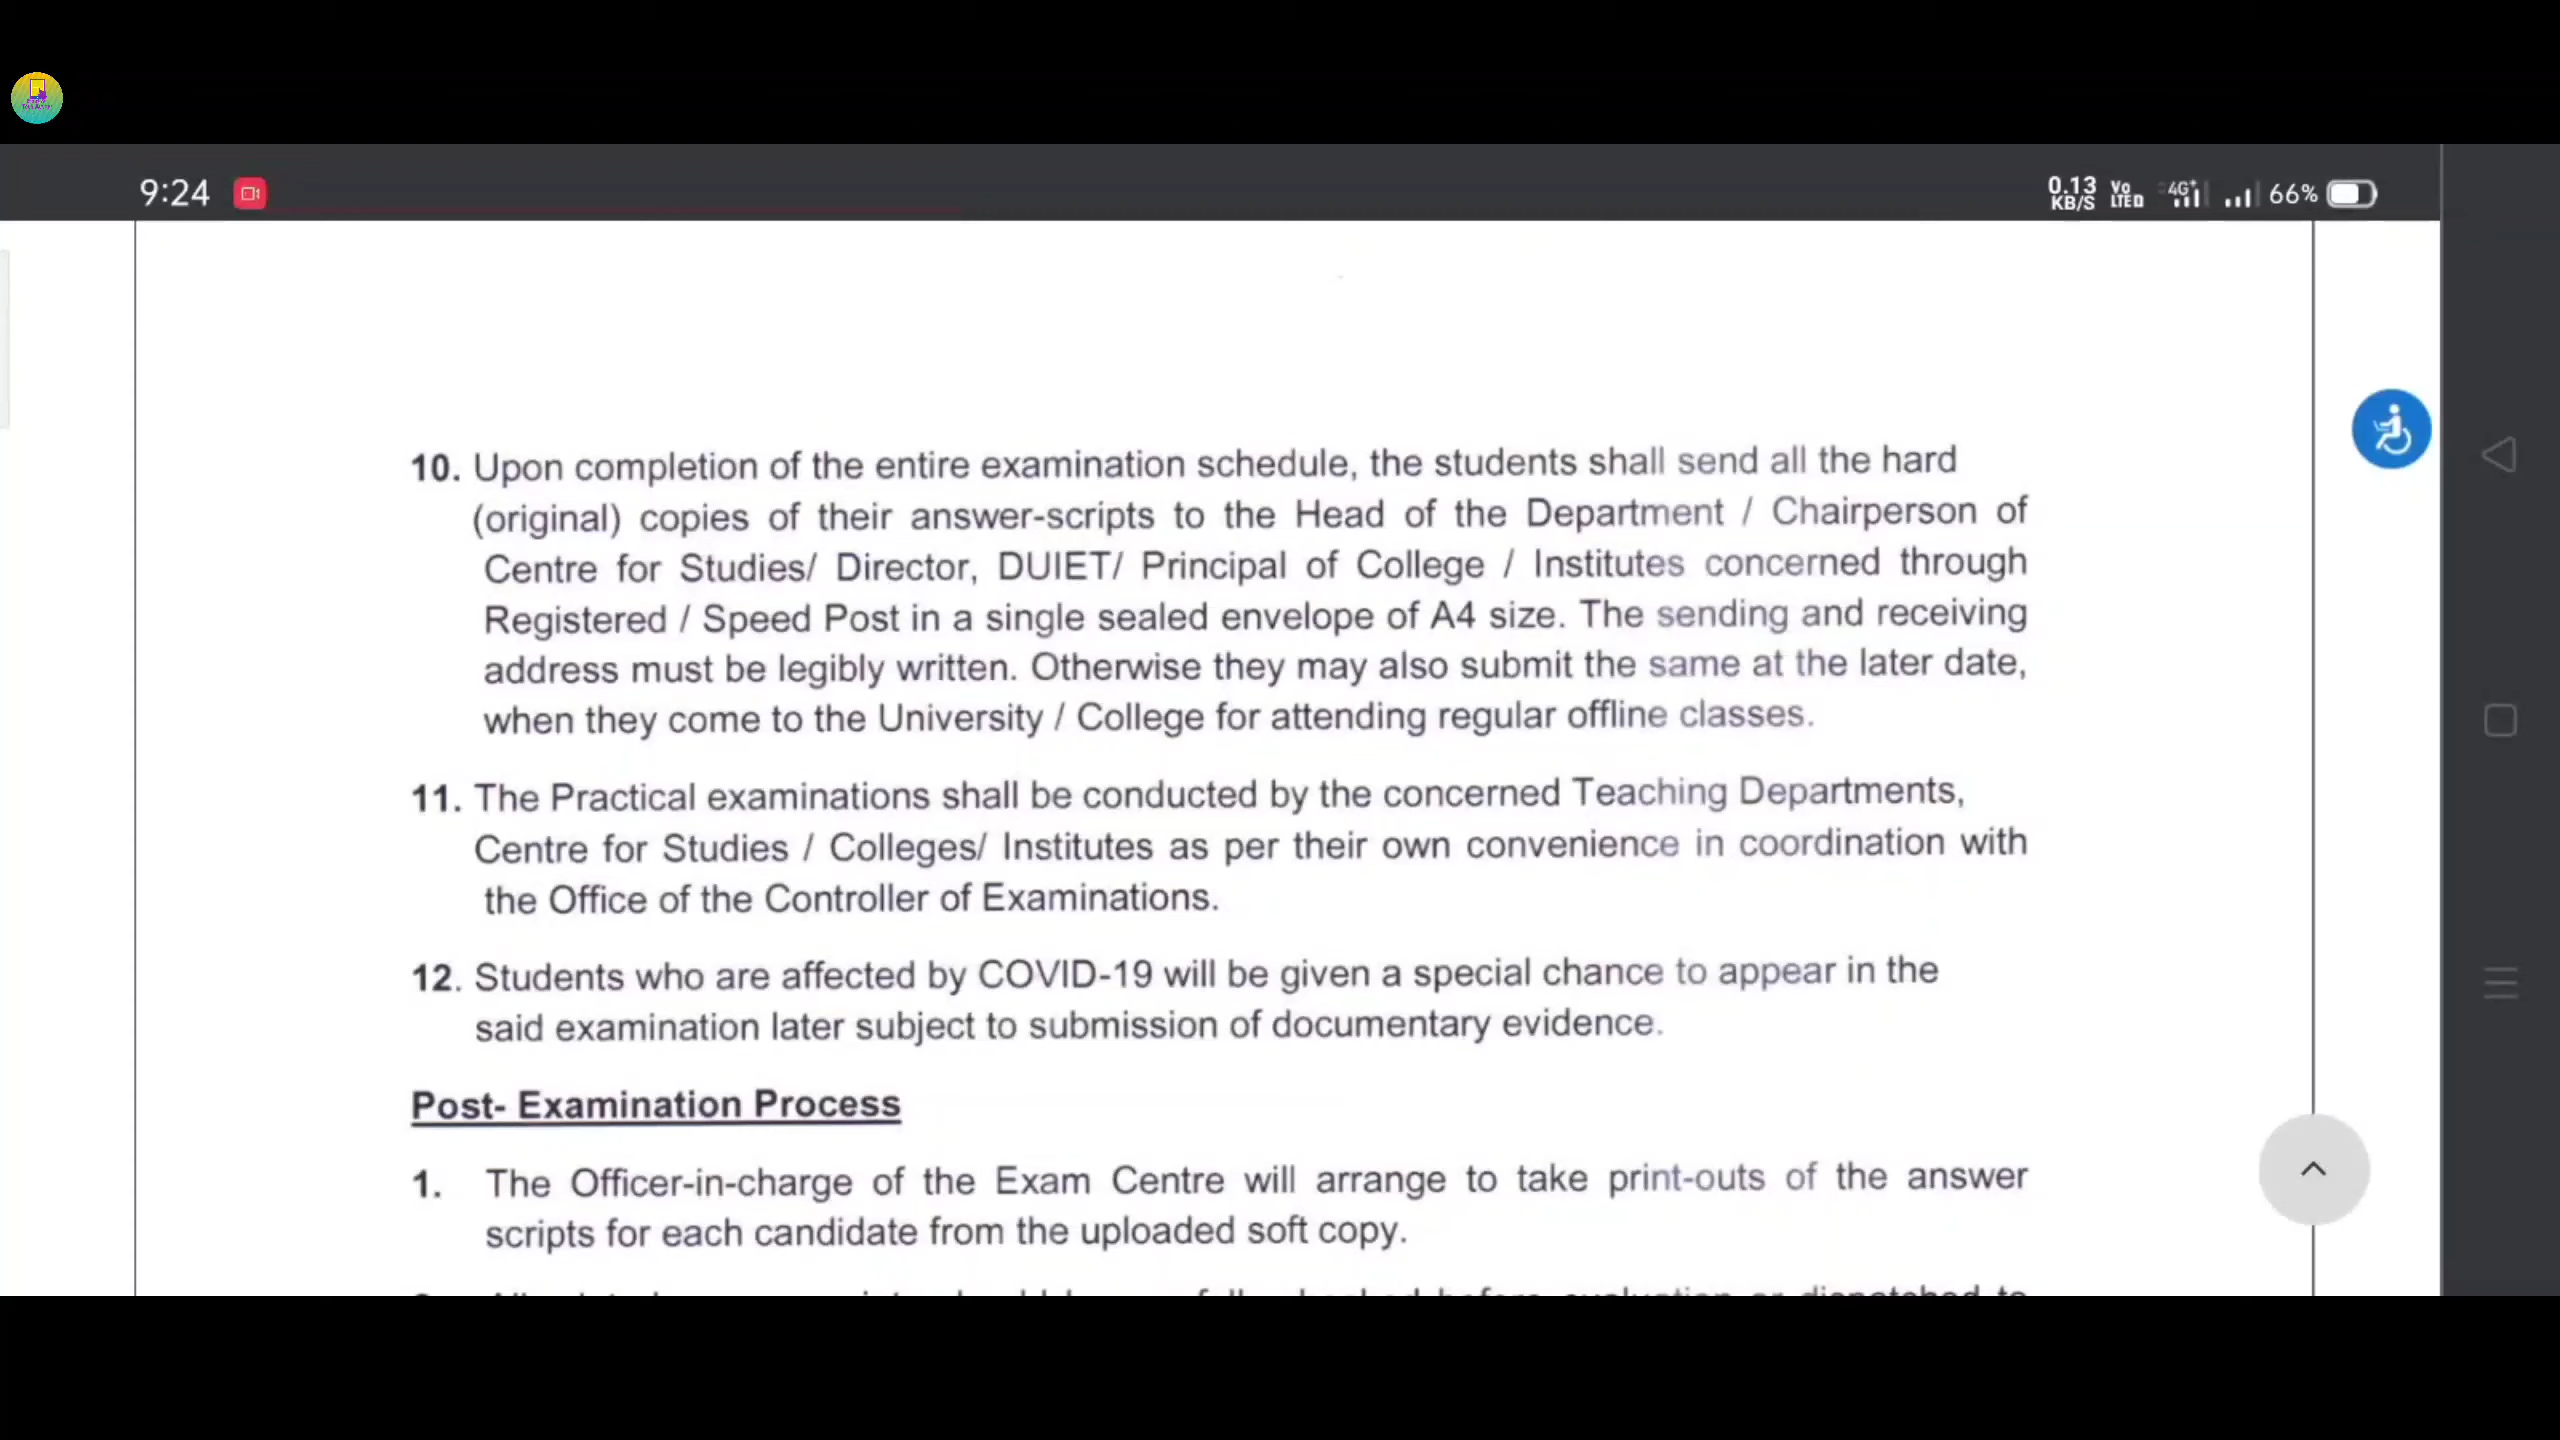 9:24
0.13 KB/S Vo LTE 4G+ 66%
10. Upon completion of the entire examination schedule, the students shall send all the hard
(original) copies of their answer-scripts to the Head of the Department / Chairperson of
Centre for Studies/ Director, DUIET/ Principal of College / Institutes concerned through
Registered / Speed Post in a single sealed envelope of A4 size. The sending and receiving
address must be legibly written. Otherwise they may also submit the same at the later date,
when they come to the University / College for attending regular offline classes.
11. The Practical examinations shall be conducted by the concerned Teaching Departments,
Centre for Studies / Colleges/ Institutes as per their own convenience in coordination with
the Office of the Controller of Examinations.
12. Students who are affected by COVID-19 will be given a special chance to appear in the
said examination later subject to submission of documentary evidence.
Post- Examination Process
1. The Officer-in-charge of the Exam Centre will arrange to take print-outs of the answer
scripts for each candidate from the uploaded soft copy.